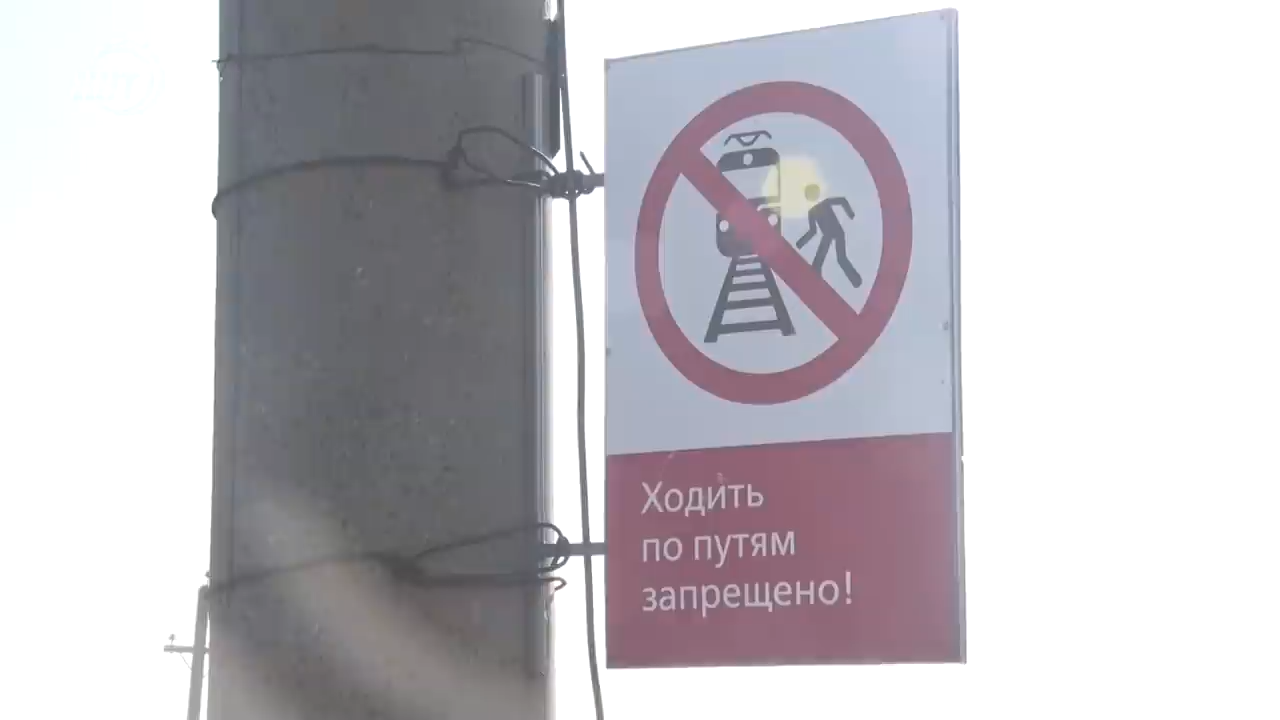 Ходить
по путям
запрещено!